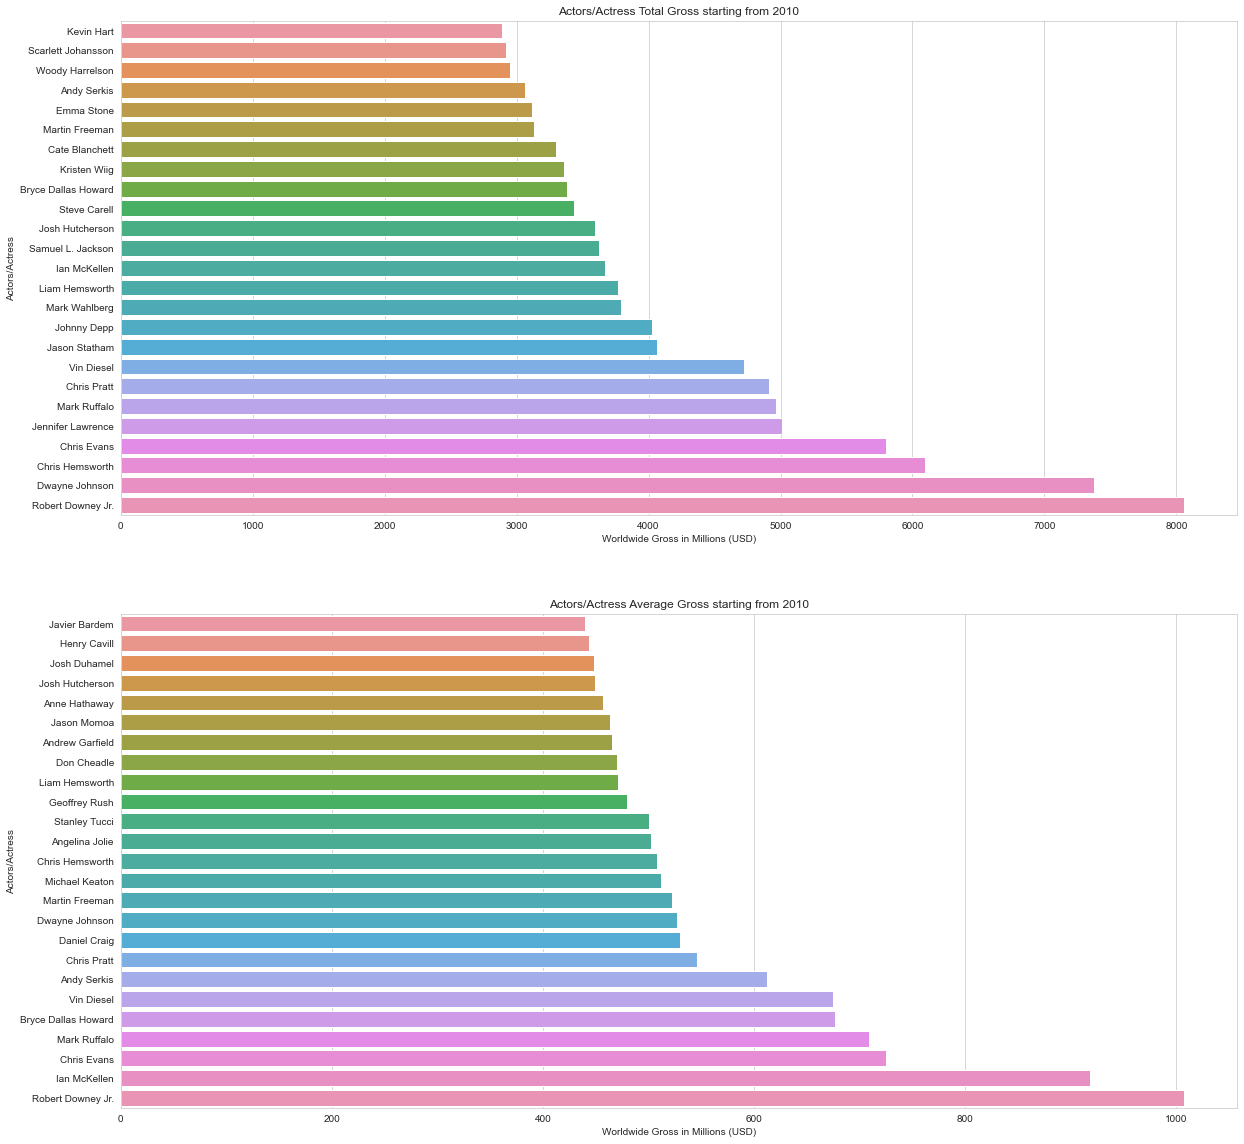 Actors/Actress Total Gross starting from 2010
Kevin Hart
Scarlett Johansson
Woody Harrelson
Andy Serkis
Emma Stone
Martin Freeman
Cate Blanchett
Kristen Wiig
Bryce Dallas Howard
Steve Carell
Josh Hutcherson
Samuel L. Jackson
Ian McKellen
Liam Hemsworth
Mark Wahlberg
Johnny Depp
Jason Statham
Vin Diesel
Chris Pratt
Mark Ruffalo
Jennifer Lawrence
Chris Evans
Chris Hemsworth
Dwayne Johnson
Robert Downey Jr.
Actors/Actress
0 1000 2000 3000 4000 5000 6000 7000 8000
Worldwide Gross in Millions (USD)
Actors/Actress Average Gross starting from 2010
Javier Bardem
Henry Cavill
Josh Duhamel
Josh Hutcherson
Anne Hathaway
Jason Momoa
Andrew Garfield
Don Cheadle
Liam Hemsworth
Geoffrey Rush
Stanley Tucci
Angelina Jolie
Chris Hemsworth
Michael Keaton
Martin Freeman
Dwayne Johnson
Daniel Craig
Chris Pratt
Andy Serkis
Vin Diesel
Bryce Dallas Howard
Mark Ruffalo
Chris Evans
Ian McKellen
Robert Downey Jr.
Actors/Actress
0 200 400 600 800 1000
Worldwide Gross in Millions (USD)